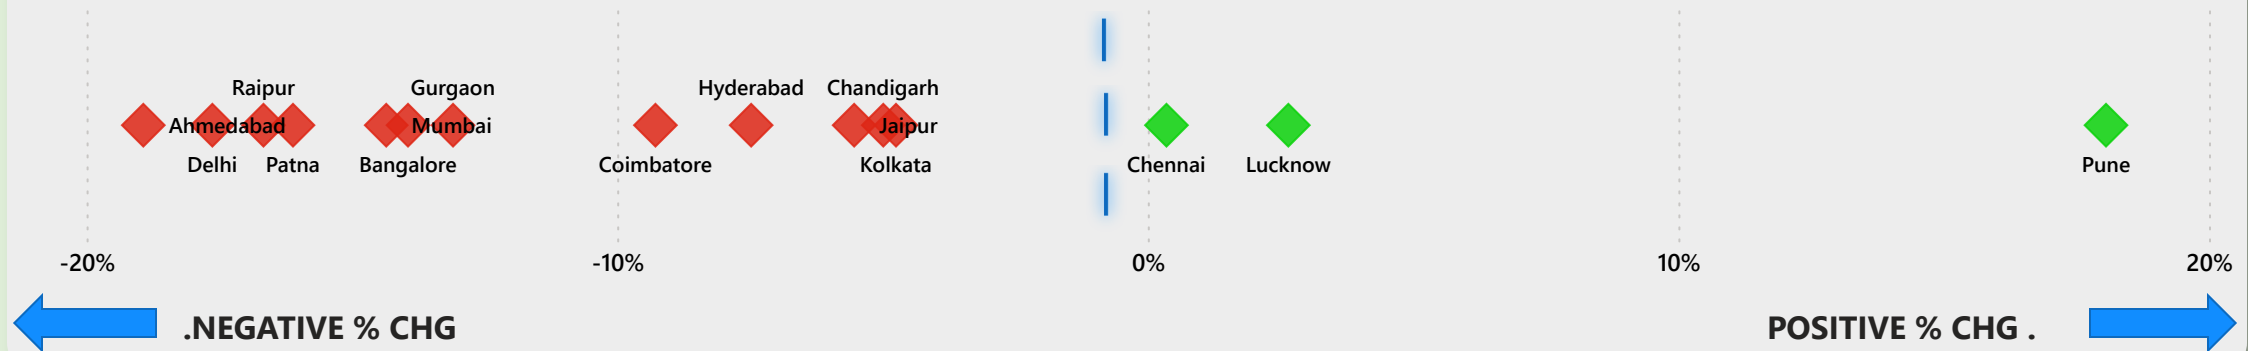 Raipur Gurgaon Hyderabad Chandigarh
Ahmedabad Mumbai Jaipur
Delhi Patna Bangalore Coimbatore Kolkata Chennai Lucknow Pune
-20% -10% 0% 10% 20%
.NEGATIVE % CHG POSITIVE % CHG .